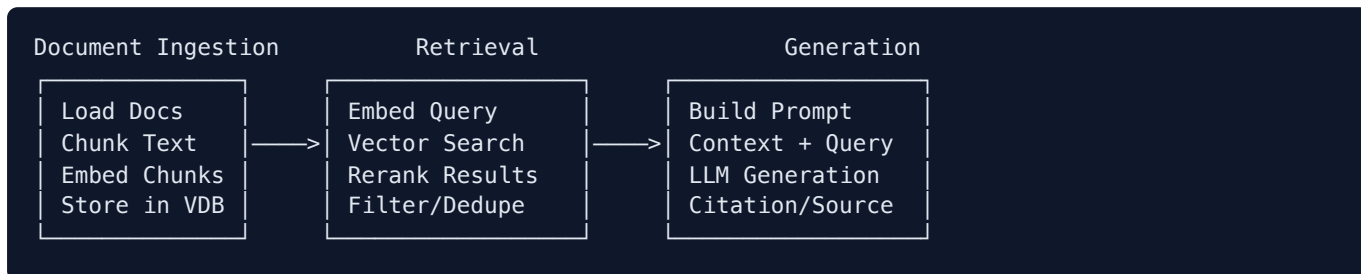 Document Ingestion Retrieval Generation
Load Docs Embed Query Build Prompt
Chunk Text Vector Search Context + Query
Embed Chunks Rerank Results LLM Generation
Store in VDB Filter/Dedupe Citation/Source